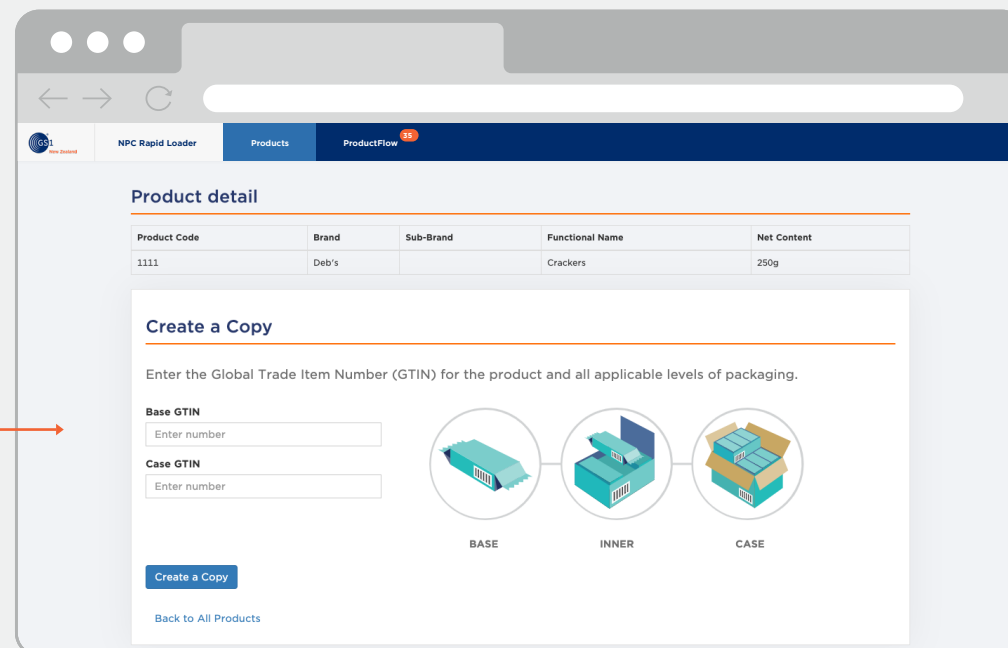 GS1
New Zealand
NPC Rapid Loader
Products
ProductFlow
35
Product detail
Product Code Brand Sub-Brand Functional Name Net Content
1111 Deb's Crackers 250g
Create a Copy
Enter the Global Trade Item Number (GTIN) for the product and all applicable levels of packaging.
Base GTIN
Enter number
Case GTIN
Enter number
BASE INNER CASE
Create a Copy
Back to All Products